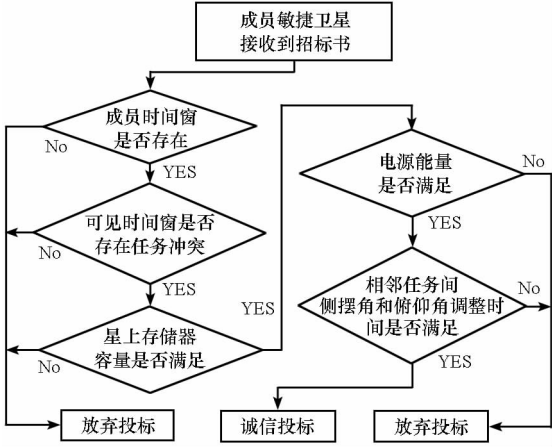 成员敏捷卫星
接收到招标书
成员时间窗
是否存在
No
YES
可见时间窗是否
存在任务冲突
No
YES
星上存储器
容量是否满足
No
YES
放弃投标
电源能量
是否满足
No
YES
相邻任务间
侧摆角和俯仰角调整时
间是否满足
No
YES
诚信投标
放弃投标